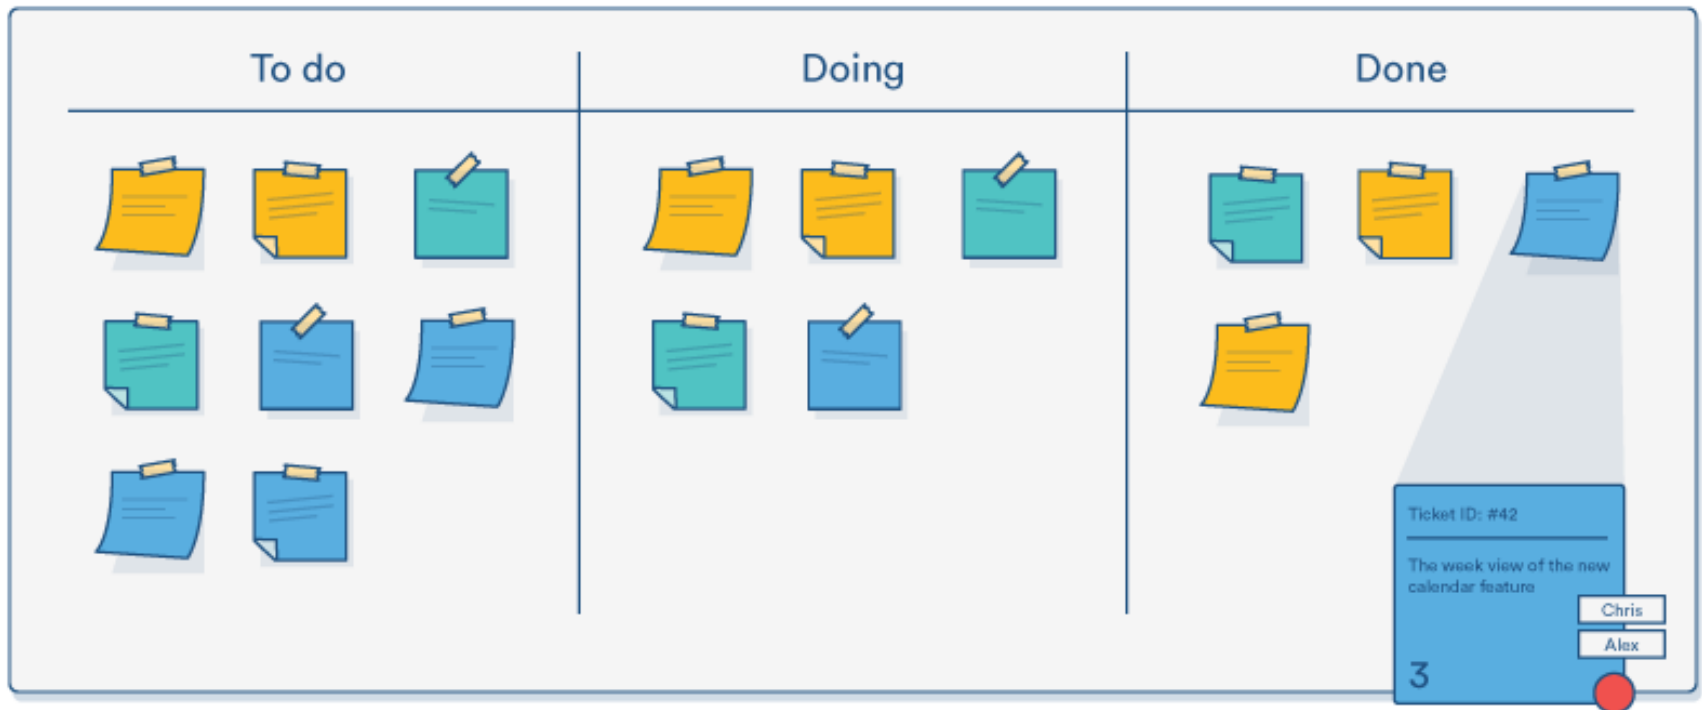 To do
Doing
Done
Ticket ID: #42
The week view of the new
calendar feature
Chris
Alex
3